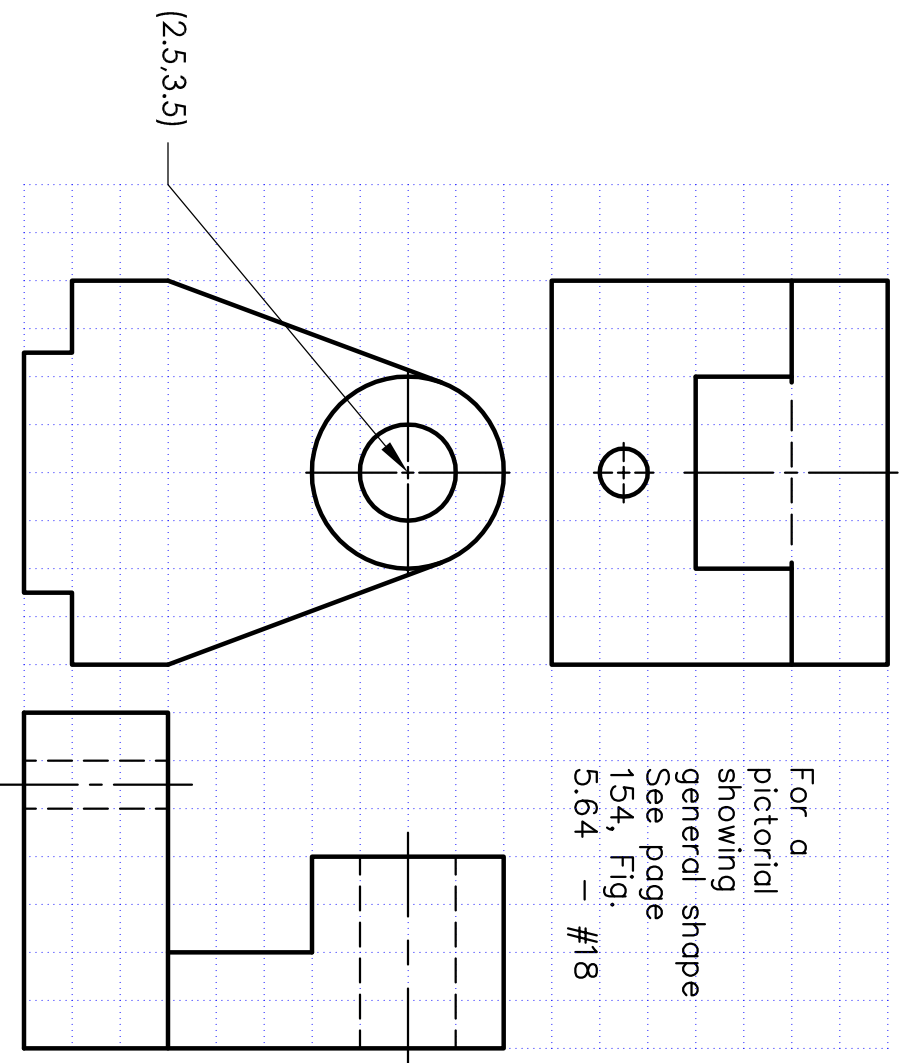 (2.5,3.5)
For a
pictorial
showing
general shape
See page
154, Fig.
5.64 – #18